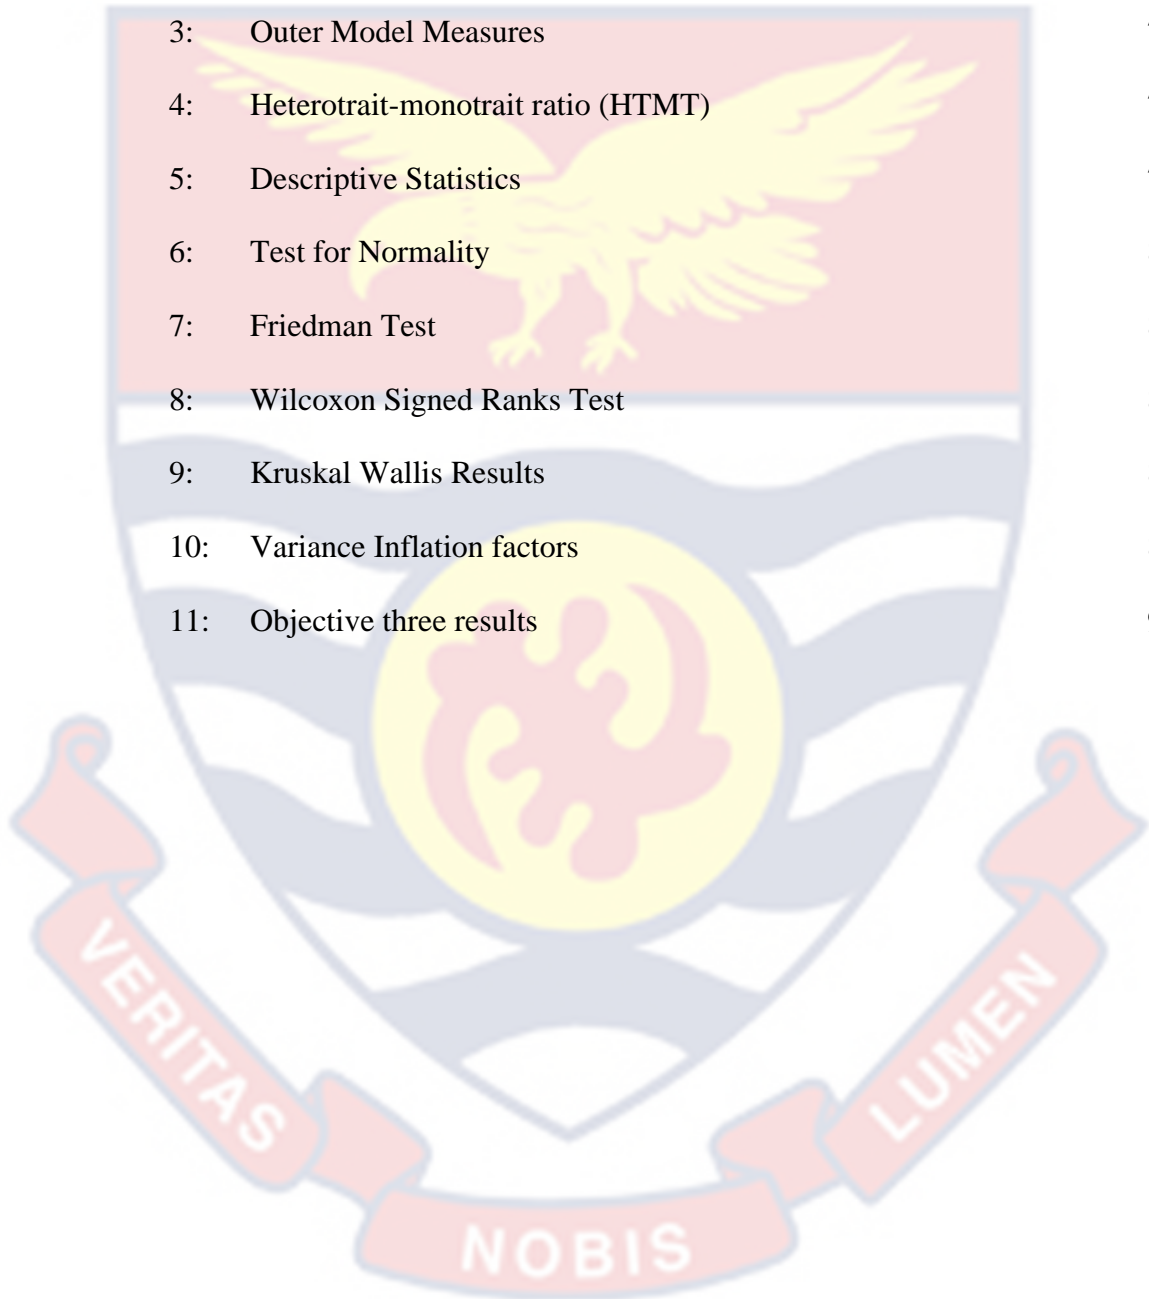 3: Outer Model Measures
4: Heterotrait-monotrait ratio (HTMT)
5: Descriptive Statistics
6: Test for Normality
7: Friedman Test
8: Wilcoxon Signed Ranks Test
9: Kruskal Wallis Results
10: Variance Inflation factors
11: Objective three results
VERITAS
NOBIS
LUMEN